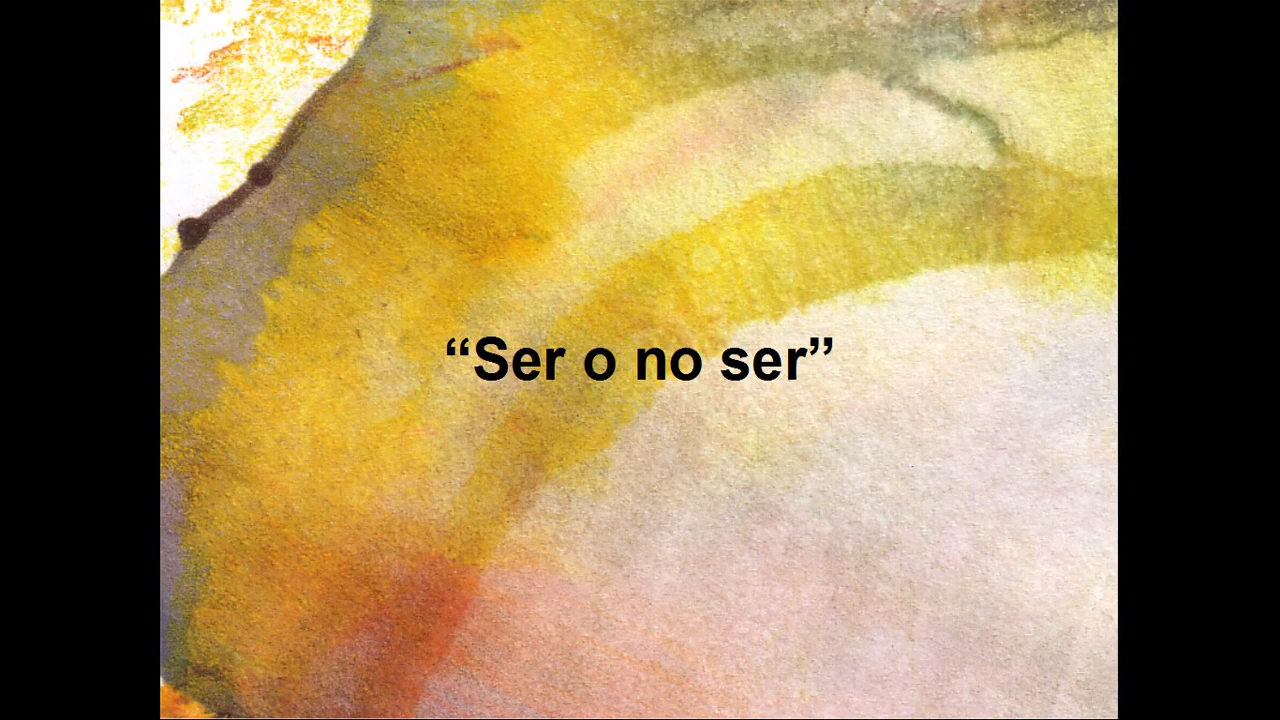 “Ser o no ser”